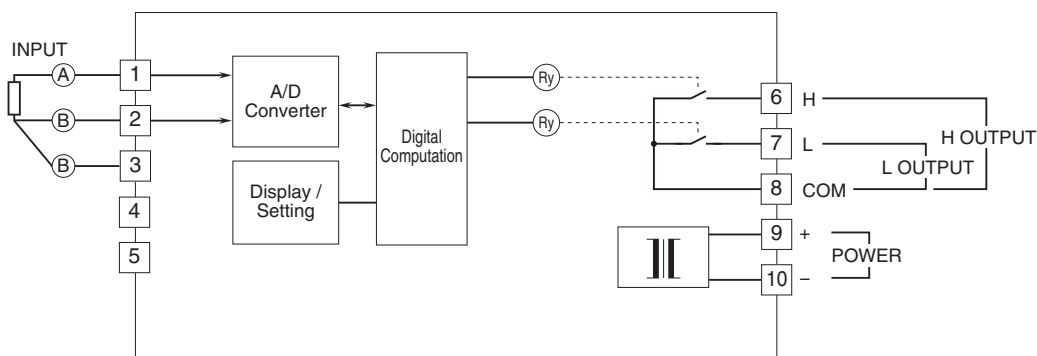 INPUT
A
1
B
2
B
3
4
5
A/D
Converter
Display /
Setting
Digital
Computation
Ry
Ry
6
H
7
L
8
COM
H OUTPUT
L OUTPUT
9
+
10
–
POWER